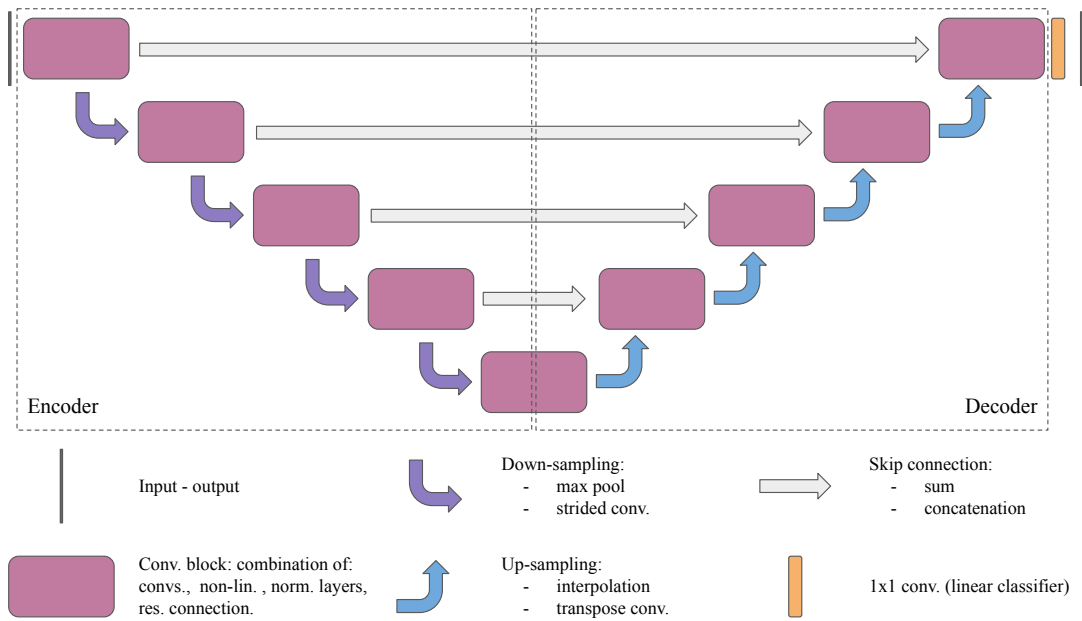 Encoder
Decoder
Input - output
Down-sampling:
- max pool
- strided conv.
Skip connection:
- sum
- concatenation
Conv. block: combination of:
convs.,  non-lin. , norm. layers,
res. connection.
Up-sampling:
- interpolation
- transpose conv.
1x1 conv. (linear classifier)